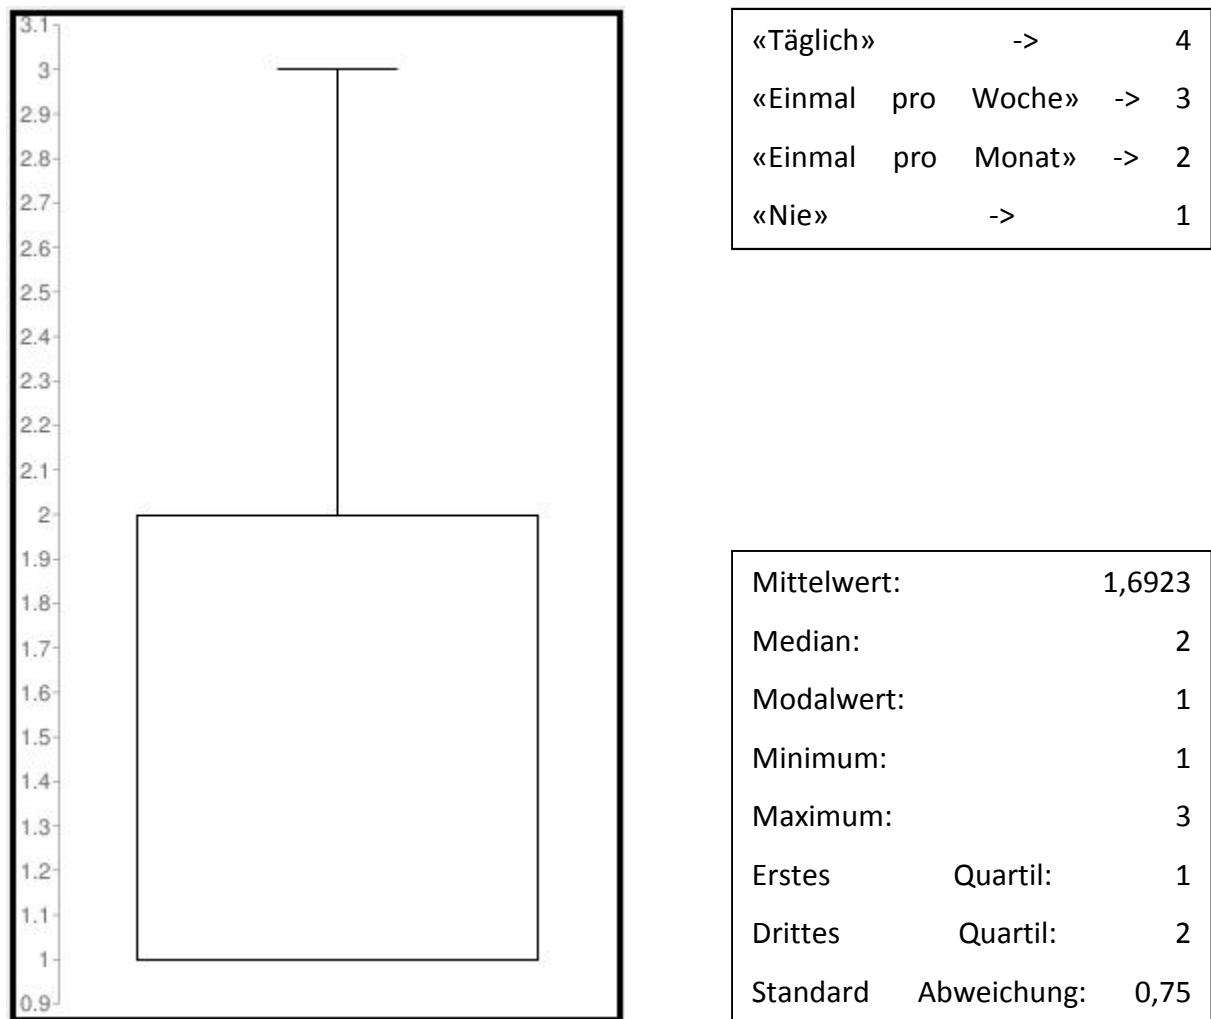 3.1
3
2.9
2.8
2.7
2.6
2.5
2.4
2.3
2.2
2.1
2
1.9
1.8
1.7
1.6
1.5
1.4
1.3
1.2
1.1
1
0.9
«Täglich» -> 4
«Einmal pro Woche» -> 3
«Einmal pro Monat» -> 2
«Nie» -> 1
Mittelwert: 1,6923
Median: 2
Modalwert: 1
Minimum: 1
Maximum: 3
Erstes Quartil: 1
Drittes Quartil: 2
Standard Abweichung: 0,75